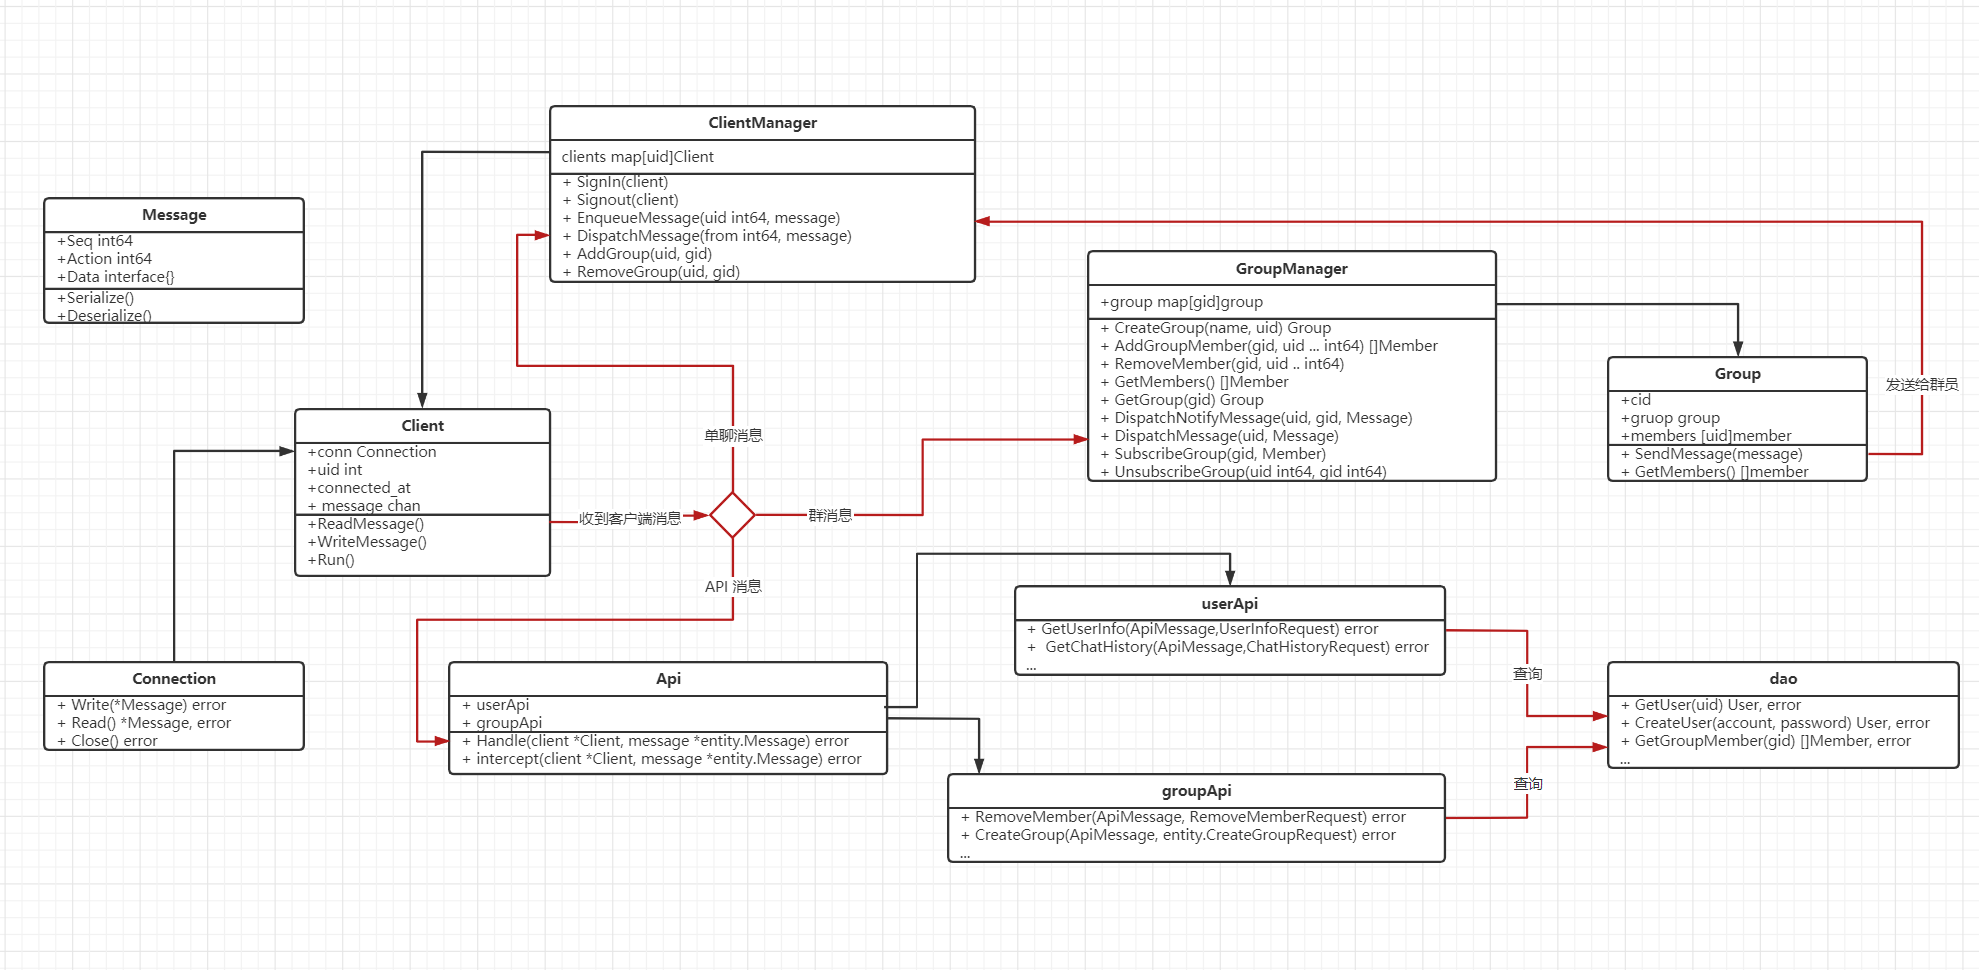 ClientManager
clients map[uid]Client
+ SignIn(client)
+ Signout(client)
+ EnqueueMessage(uid int64, message)
+ DispatchMessage(from int64, message)
+ AddGroup(uid, gid)
+ RemoveGroup(uid, gid)
Message
+Seq int64
+Action int64
+Data interface{}
+Serialize()
+Deserialize()
GroupManager
+group map[gid]group
+ CreateGroup(name, uid) Group
+ AddGroupMember(gid, uid ... int64) []Member
+ RemoveMember(gid, uid .. int64)
+ GetMembers() []Member
+ GetGroup(gid) Group
+ DispatchNotifyMessage(uid, gid, Message)
+ DispatchMessage(uid, Message)
+ SubscribeGroup(gid, Member)
+ UnsubscribeGroup(uid int64, gid int64)
Group
+cid
+gruop group
+members [uid]member
+ SendMessage(message)
+ GetMembers() []member
发送给群员
Client
+conn Connection
+uid int
+connected_at
+ message chan
+ReadMessage()
+WriteMessage()
+Run()
单聊消息
收到客户端消息
群消息
API 消息
userApi
+ GetUserInfo(ApiMessage,UserInfoRequest) error
+ GetChatHistory(ApiMessage,ChatHistoryRequest) error
...
Connection
+ Write(*Message) error
+ Read() *Message, error
+ Close() error
Api
+ userApi
+ groupApi
+ Handle(client *Client, message *entity.Message) error
+ intercept(client *Client, message *entity.Message) error
查询
dao
+ GetUser(uid) User, error
+ CreateUser(account, password) User, error
+ GetGroupMember(gid) []Member, error
...
查询
groupApi
+ RemoveMember(ApiMessage, RemoveMemberRequest) error
+ CreateGroup(ApiMessage, entity.CreateGroupRequest) error
...